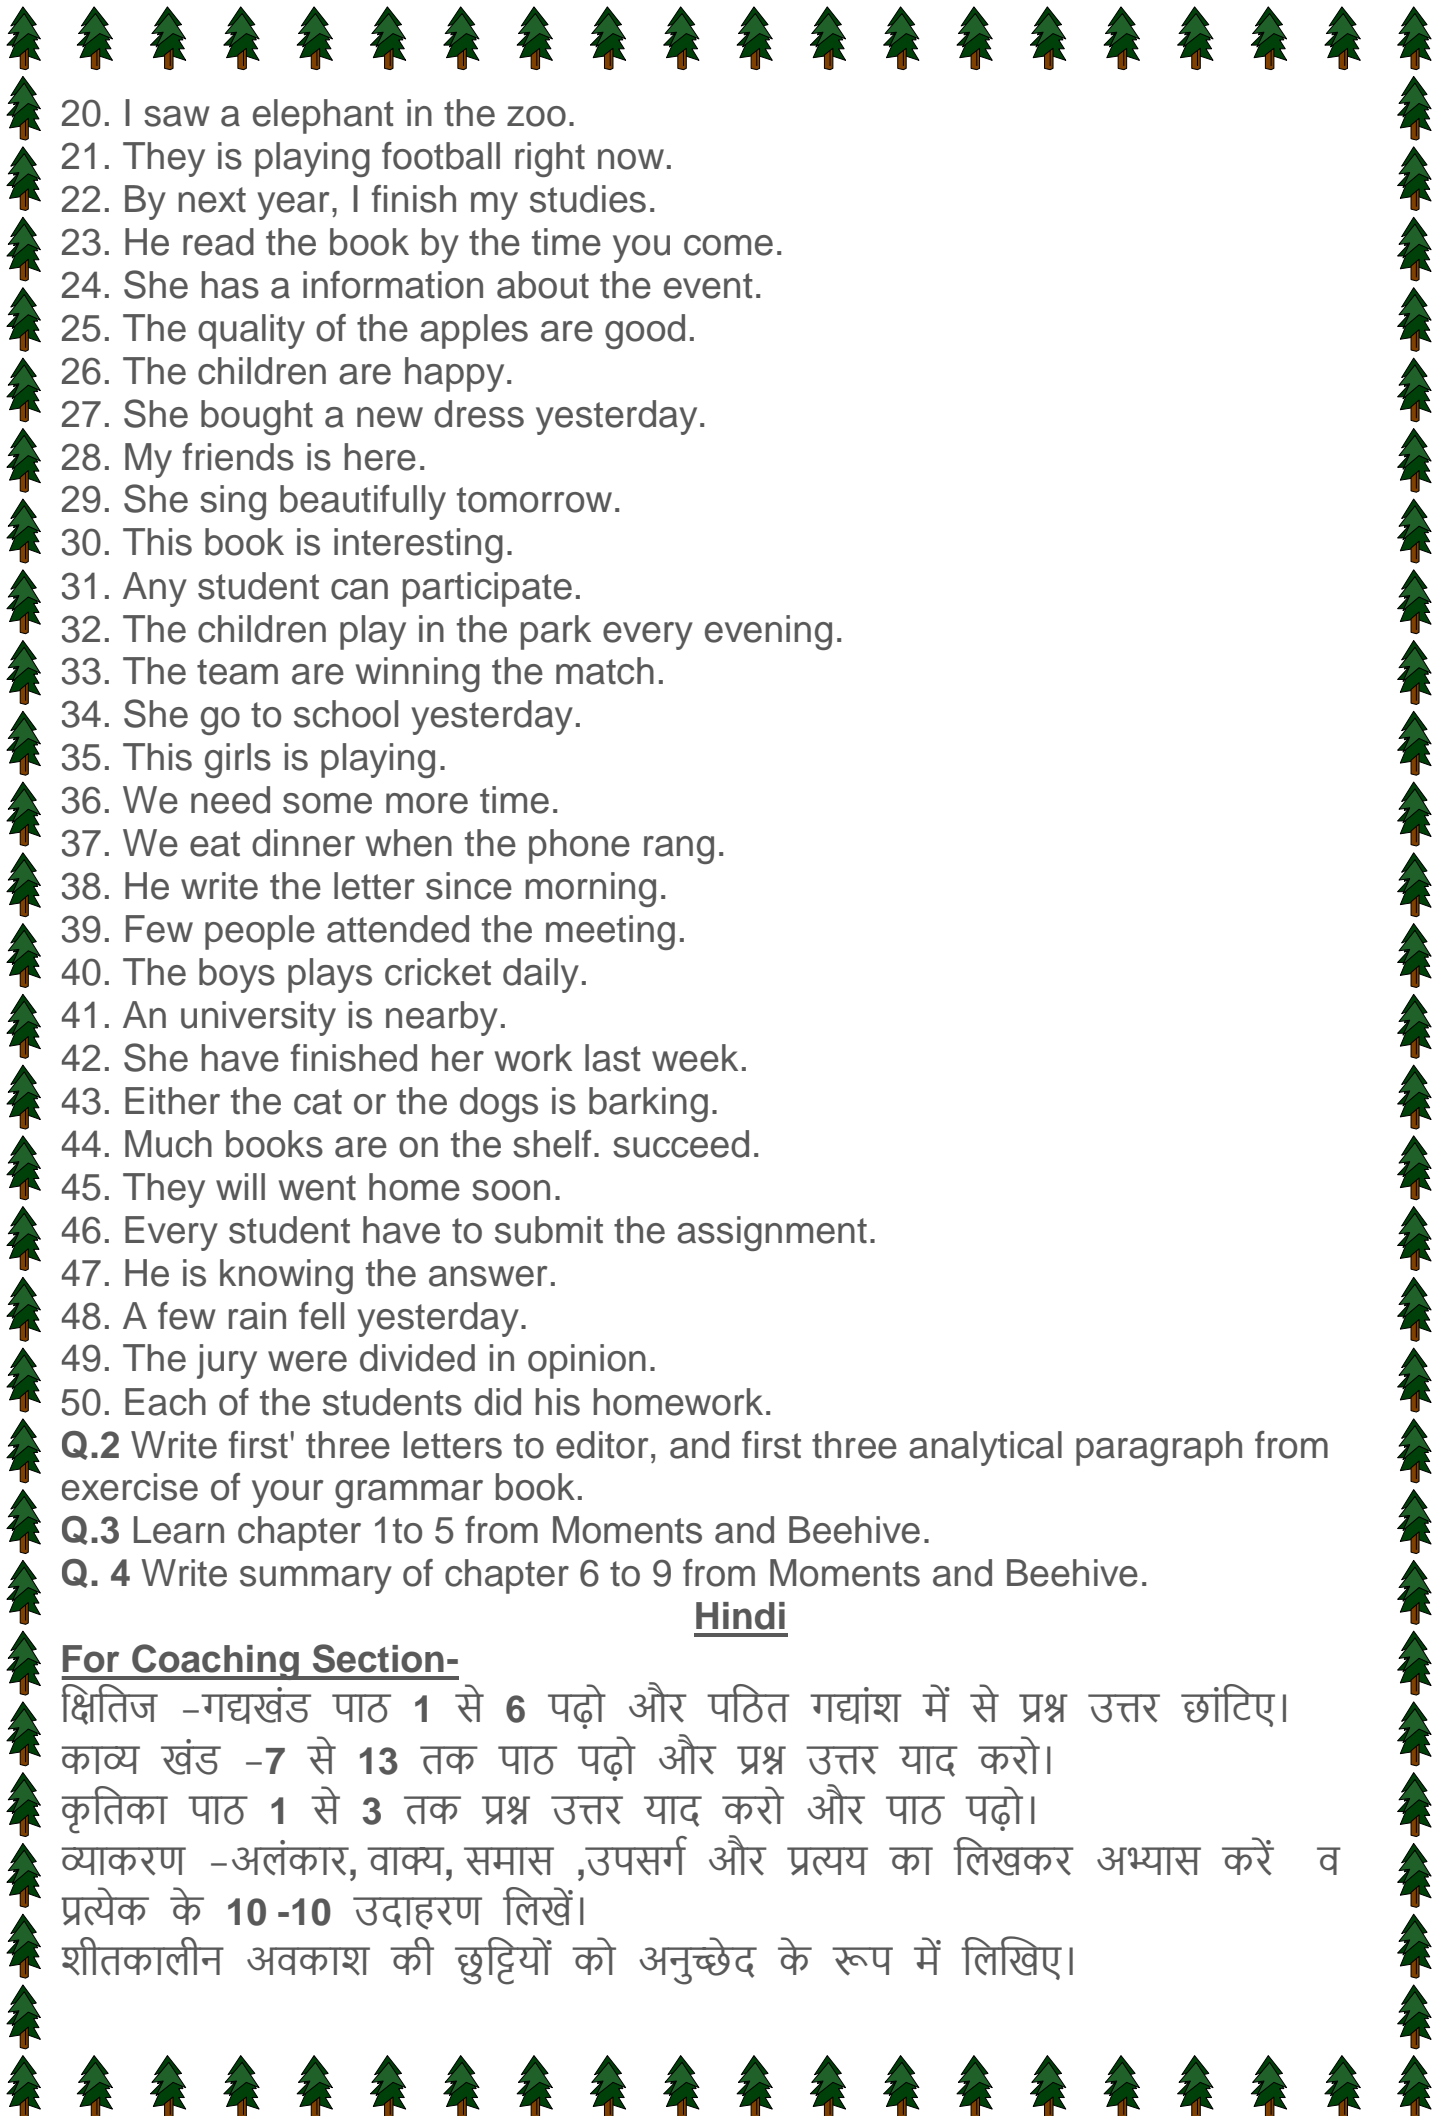 20. I saw a elephant in the zoo.
21. They is playing football right now.
22. By next year, I finish my studies.
23. He read the book by the time you come.
24. She has a information about the event.
25. The quality of the apples are good.
26. The children are happy.
27. She bought a new dress yesterday.
28. My friends is here.
29. She sing beautifully tomorrow.
30. This book is interesting.
31. Any student can participate.
32. The children play in the park every evening.
33. The team are winning the match.
34. She go to school yesterday.
35. This girls is playing.
36. We need some more time.
37. We eat dinner when the phone rang.
38. He write the letter since morning.
39. Few people attended the meeting.
40. The boys plays cricket daily.
41. An university is nearby.
42. She have finished her work last week.
43. Either the cat or the dogs is barking.
44. Much books are on the shelf. succeed.
45. They will went home soon.
46. Every student have to submit the assignment.
47. He is knowing the answer.
48. A few rain fell yesterday.
49. The jury were divided in opinion.
50. Each of the students did his homework.
Q.2 Write first' three letters to editor, and first three analytical paragraph from
exercise of your grammar book.
Q.3 Learn chapter 1to 5 from Moments and Beehive.
Q. 4 Write summary of chapter 6 to 9 from Moments and Beehive.
Hindi
For Coaching Section-
क्षितिज –गद्यखंड पाठ 1 से 6 पढ़ो और पठित गद्यांश में से प्रश्न उत्तर छांटिए।
काव्य खंड –7 से 13 तक पाठ पढ़ो और प्रश्न उत्तर याद करो।
कृतिका पाठ 1 से 3 तक प्रश्न उत्तर याद करो और पाठ पढ़ो।
व्याकरण –अलंकार, वाक्य, समास ,उपसर्ग और प्रत्यय का लिखकर अभ्यास करें व
प्रत्येक के 10 -10 उदाहरण लिखें।
शीतकालीन अवकाश की छुट्टियों को अनुच्छेद के रूप में लिखिए।